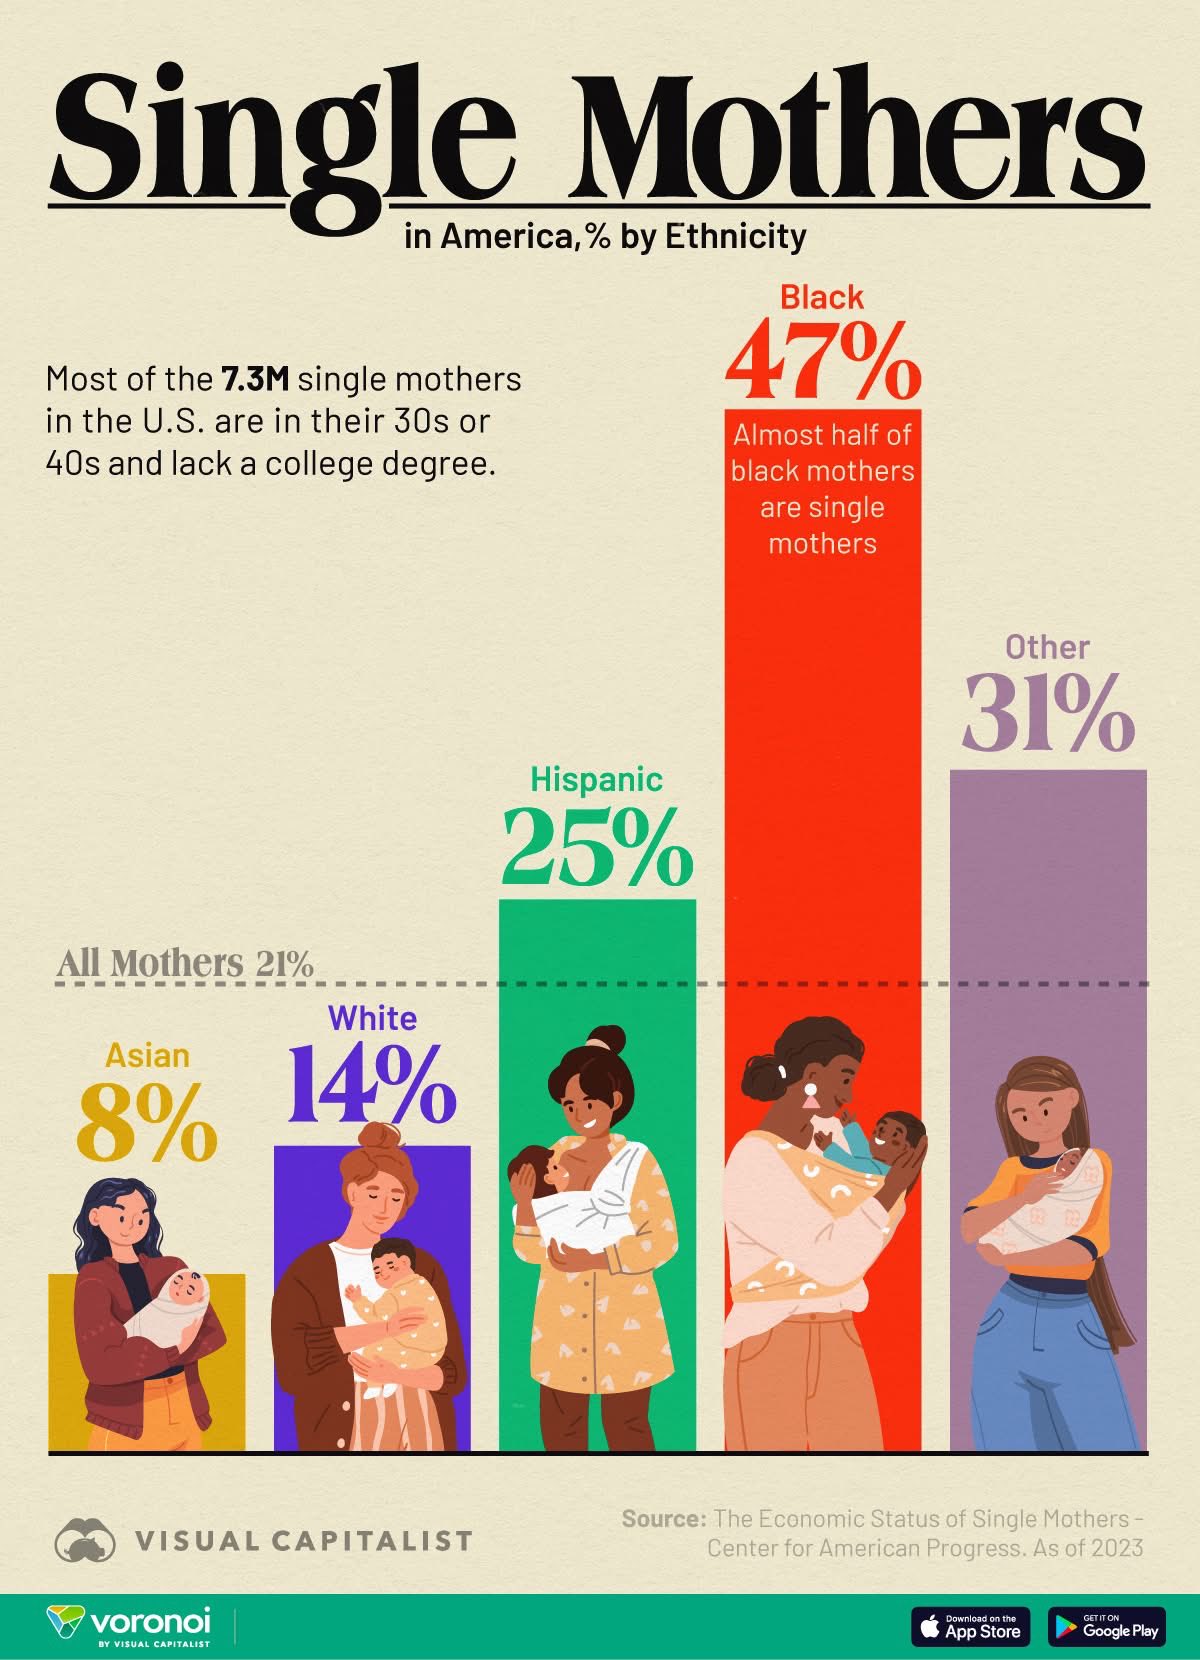 Single Mothers
in America,% by Ethnicity
Most of the 7.3M single mothers
in the U.S. are in their 30s or
40s and lack a college degree.
Black
47%
Almost half of
black mothers
are single
mothers
Other
31%
Hispanic
25%
All Mothers 21%
White
14%
Asian
8%
VISUAL CAPITALIST
Source: The Economic Status of Single Mothers -
Center for American Progress. As of 2023
voronoi
BY VISUAL CAPITALIST
Download on the
App Store
GET IT ON
Google Play